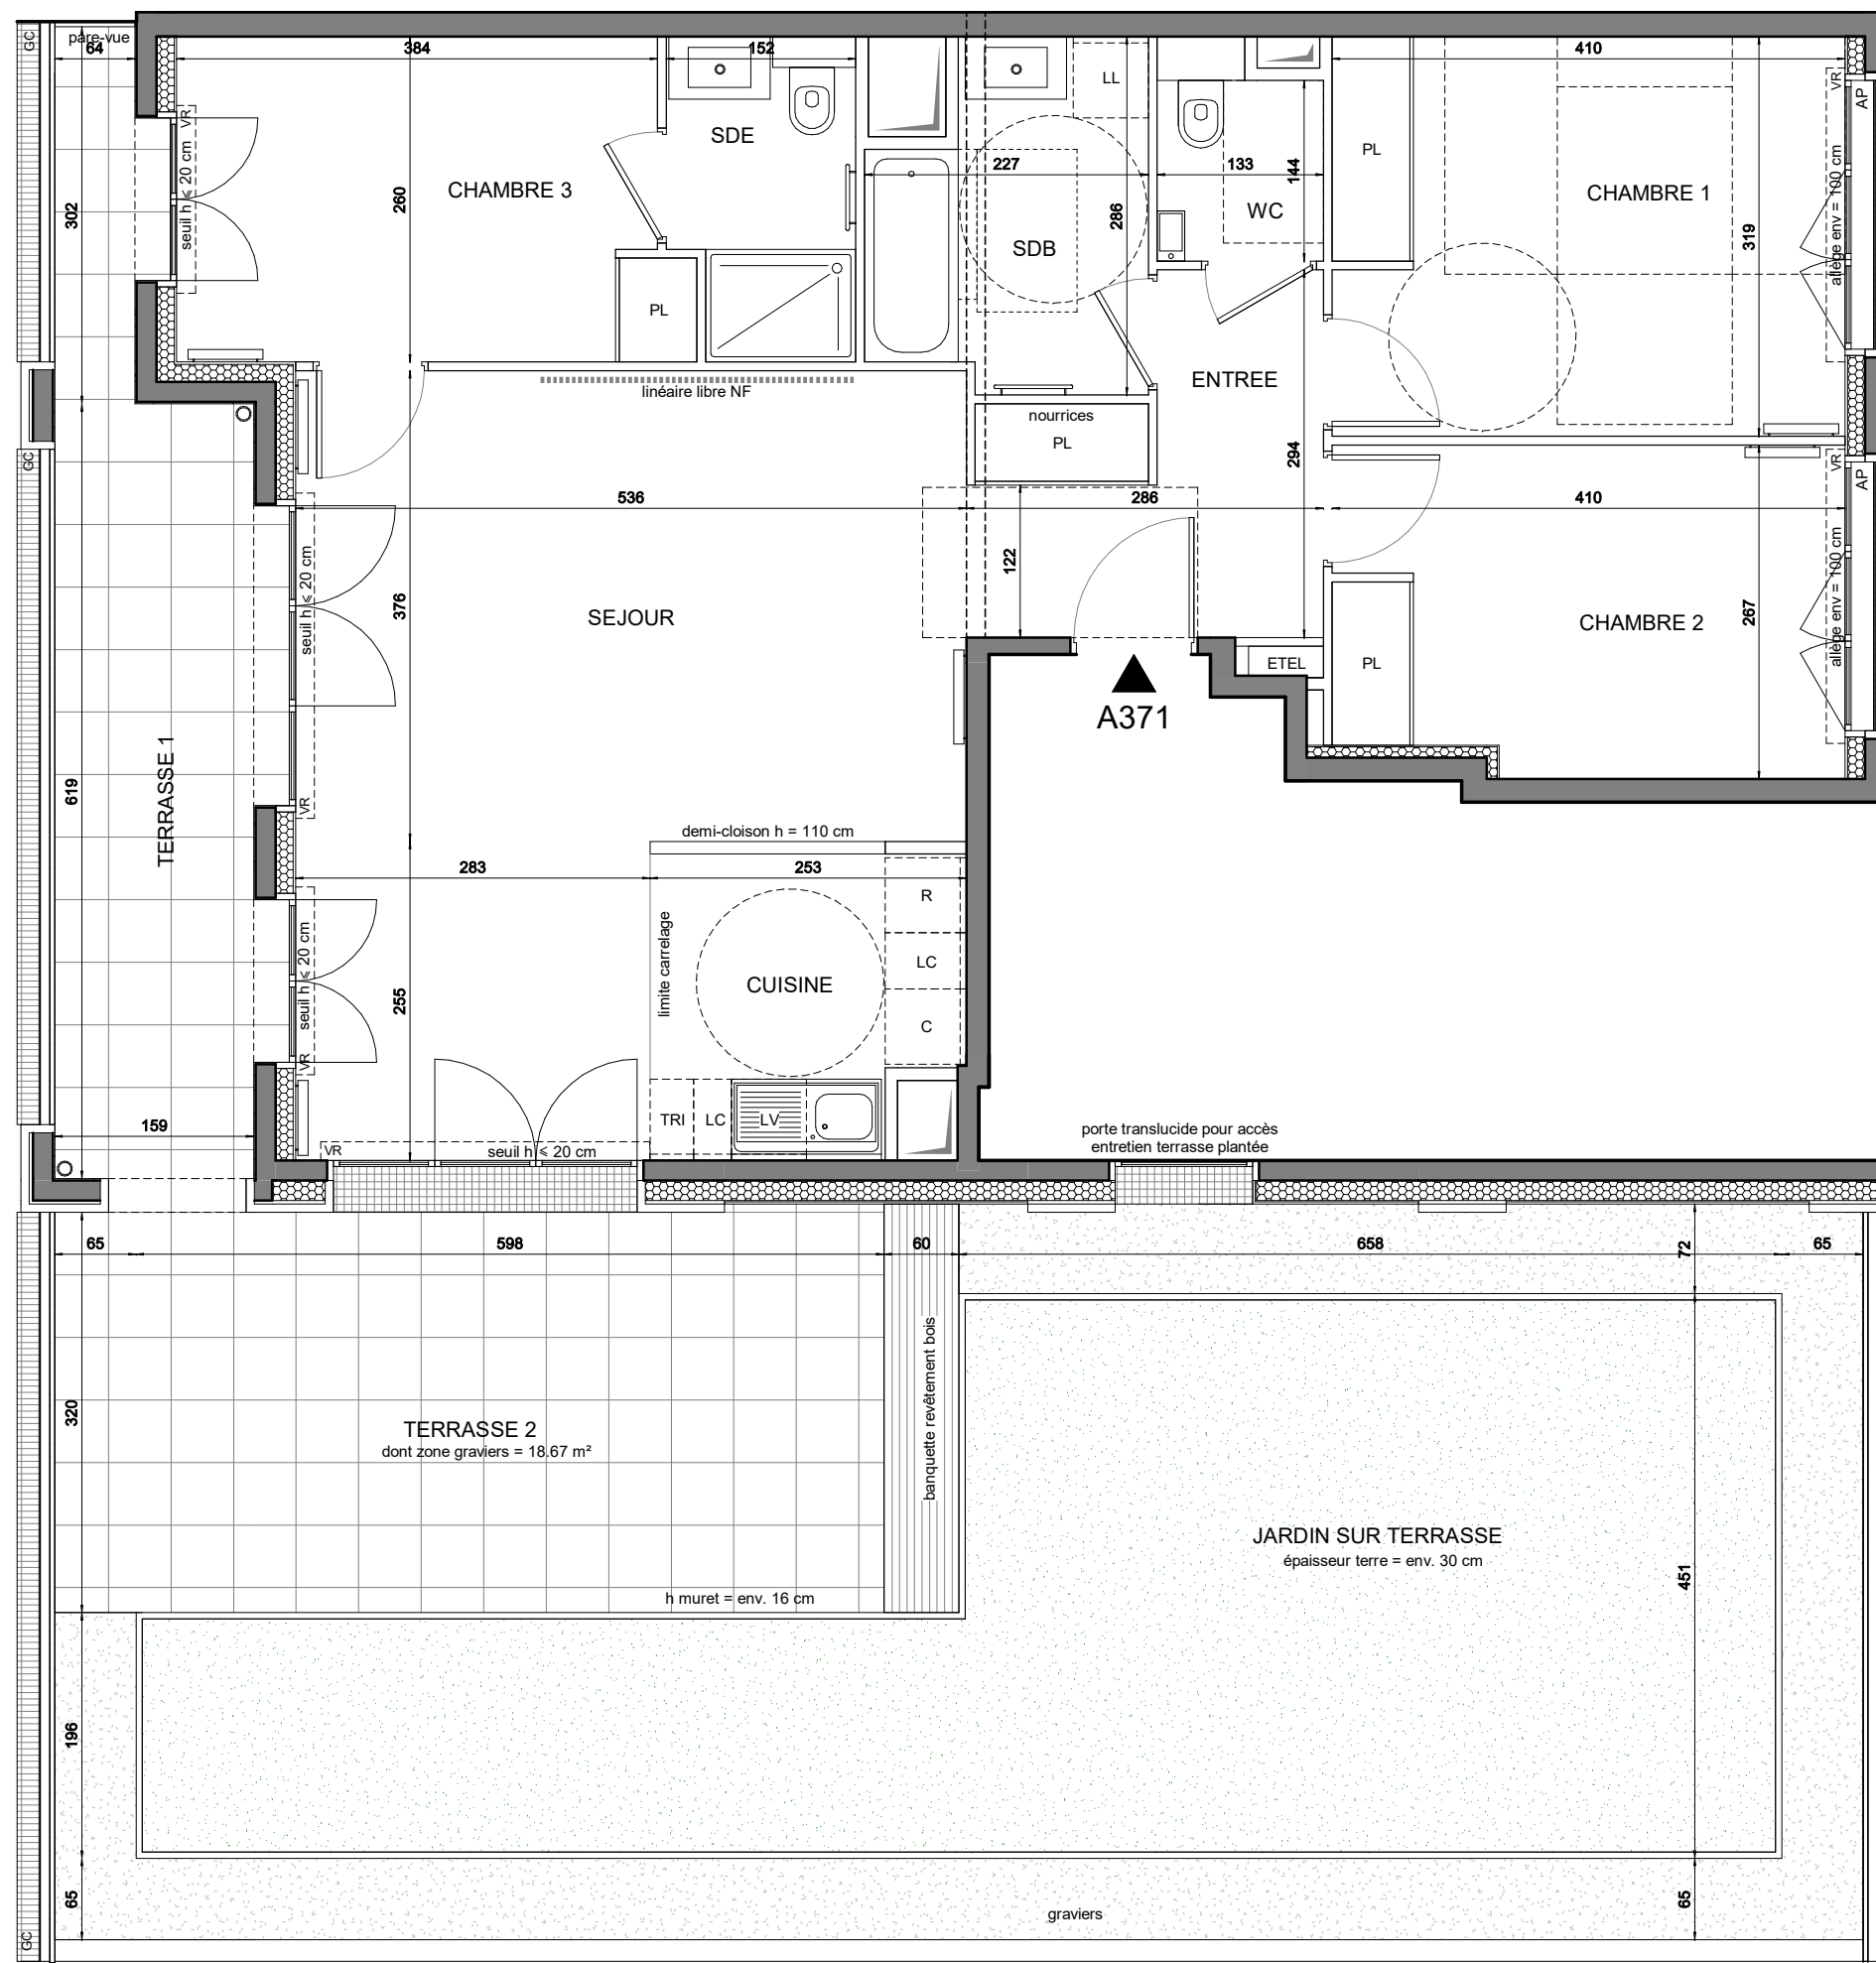 GC
pare-vue
64
384
152
410
VR
AP
LL
SDE
PL
227
133
144
seuil h ⩽ 20 cm
VR
CHAMBRE 3
260
302
286
WC
SDB
CHAMBRE 1
319
allège env = 100 cm
PL
linéaire libre NF
ENTREE
nourrices
PL
GC
294
VR
AP
536
286
410
122
seuil h ⩽ 20 cm
376
SEJOUR
CHAMBRE 2
267
allège env = 100 cm
ETEL
PL
A371
TERRASSE 1
619
VR
demi-cloison h = 110 cm
283
253
R
limite carrelage
LC
CUISINE
seuil h ⩽ 20 cm
255
C
VR
TRI
LC
LV
159
VR
seuil h ⩽ 20 cm
porte translucide pour accès
entretien terrasse plantée
65
598
60
658
72
65
banquette revêtement bois
320
TERRASSE 2
dont zone graviers = 18.67 m²
JARDIN SUR TERRASSE
épaisseur terre = env. 30 cm
451
h muret = env. 16 cm
196
65
65
graviers
GC